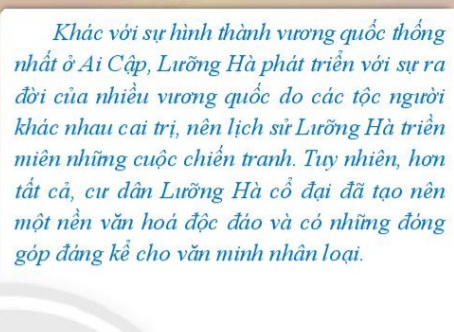 Khác với sự hình thành vương quốc thống
nhất ở Ai Cập, Lưỡng Hà phát triển với sự ra
đời của nhiều vương quốc do các tộc người
khác nhau cai trị, nên lịch sử Lưỡng Hà triền
miên những cuộc chiến tranh. Tuy nhiên, hơn
tất cả, cư dân Lưỡng Hà cổ đại đã tạo nên
một nền văn hoá độc đáo và có những đóng
góp đáng kể cho văn minh nhân loại.